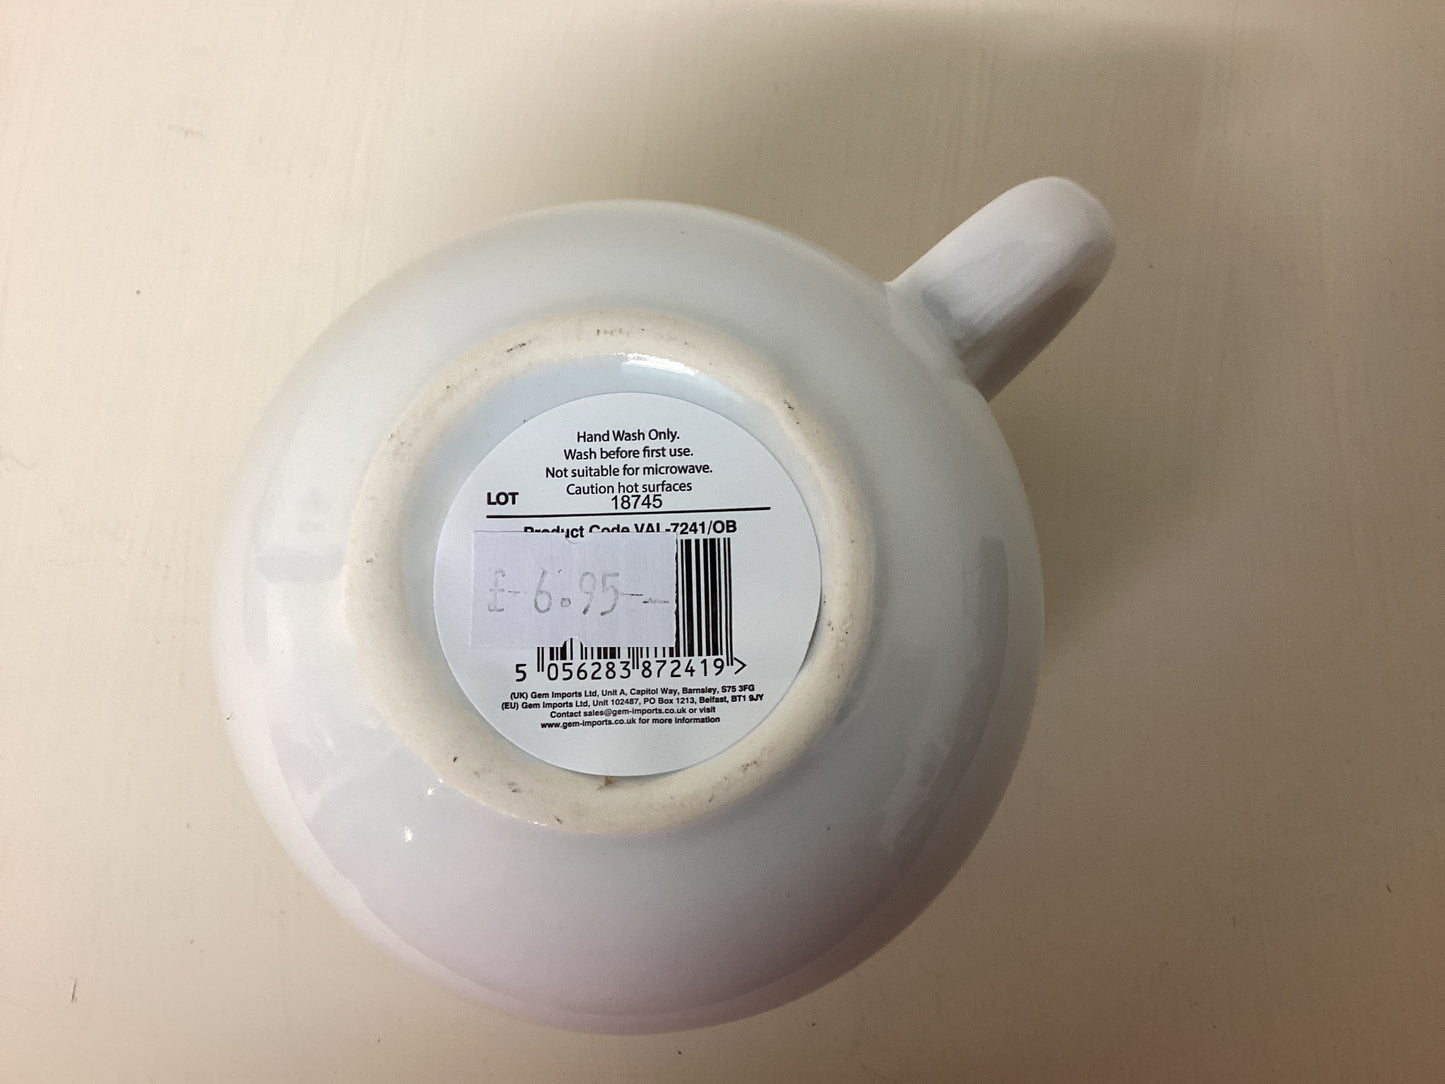 Hand Wash Only.
Wash before first use.
Not suitable for microwave.
Caution hot surfaces
LOT 18745
Product Code VAL-7241/OB
£-6.95-
5 056283 872419 >
(UK) Gem Imports Ltd, Unit A, Capitol Way, Barnsley, S75 3FG
(EU) Gem Imports Ltd, Unit 102487, PO Box 1213, Belfast, BT1 9JY
Contact sales@gem-imports.co.uk or visit
www.gem-imports.co.uk for more information